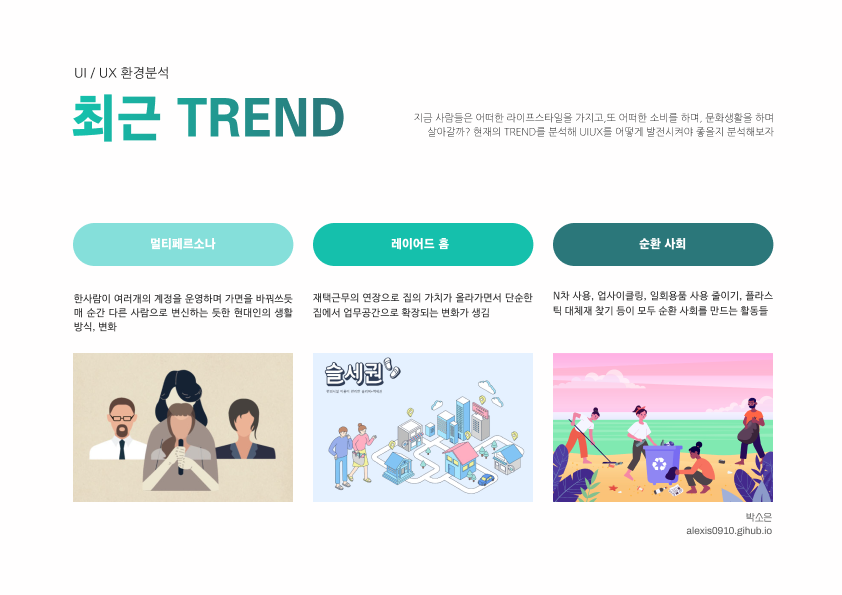 UI / UX 환경분석
최근 TREND
지금 사람들은 어떠한 라이프스타일을 가지고,또 어떠한 소비를 하며, 문화생활을 하며
살아갈까? 현재의 TREND를 분석해 UIUX를 어떻게 발전시켜야 좋을지 분석해보자
멀티페르소나
한사람이 여러개의 계정을 운영하며 가면을 바꿔쓰듯
매 순간 다른 사람으로 변신하는 듯한 현대인의 생활
방식, 변화
레이어드 홈
재택근무의 연장으로 집의 가치가 올라가면서 단순한
집에서 업무공간으로 확장되는 변화가 생김
슬세권
순환 사회
N차 사용, 업사이클링, 일회용품 사용 줄이기, 플라스
틱 대체재 찾기 등이 모두 순환 사회를 만드는 활동들
박소은
alexis0910.gihub.io